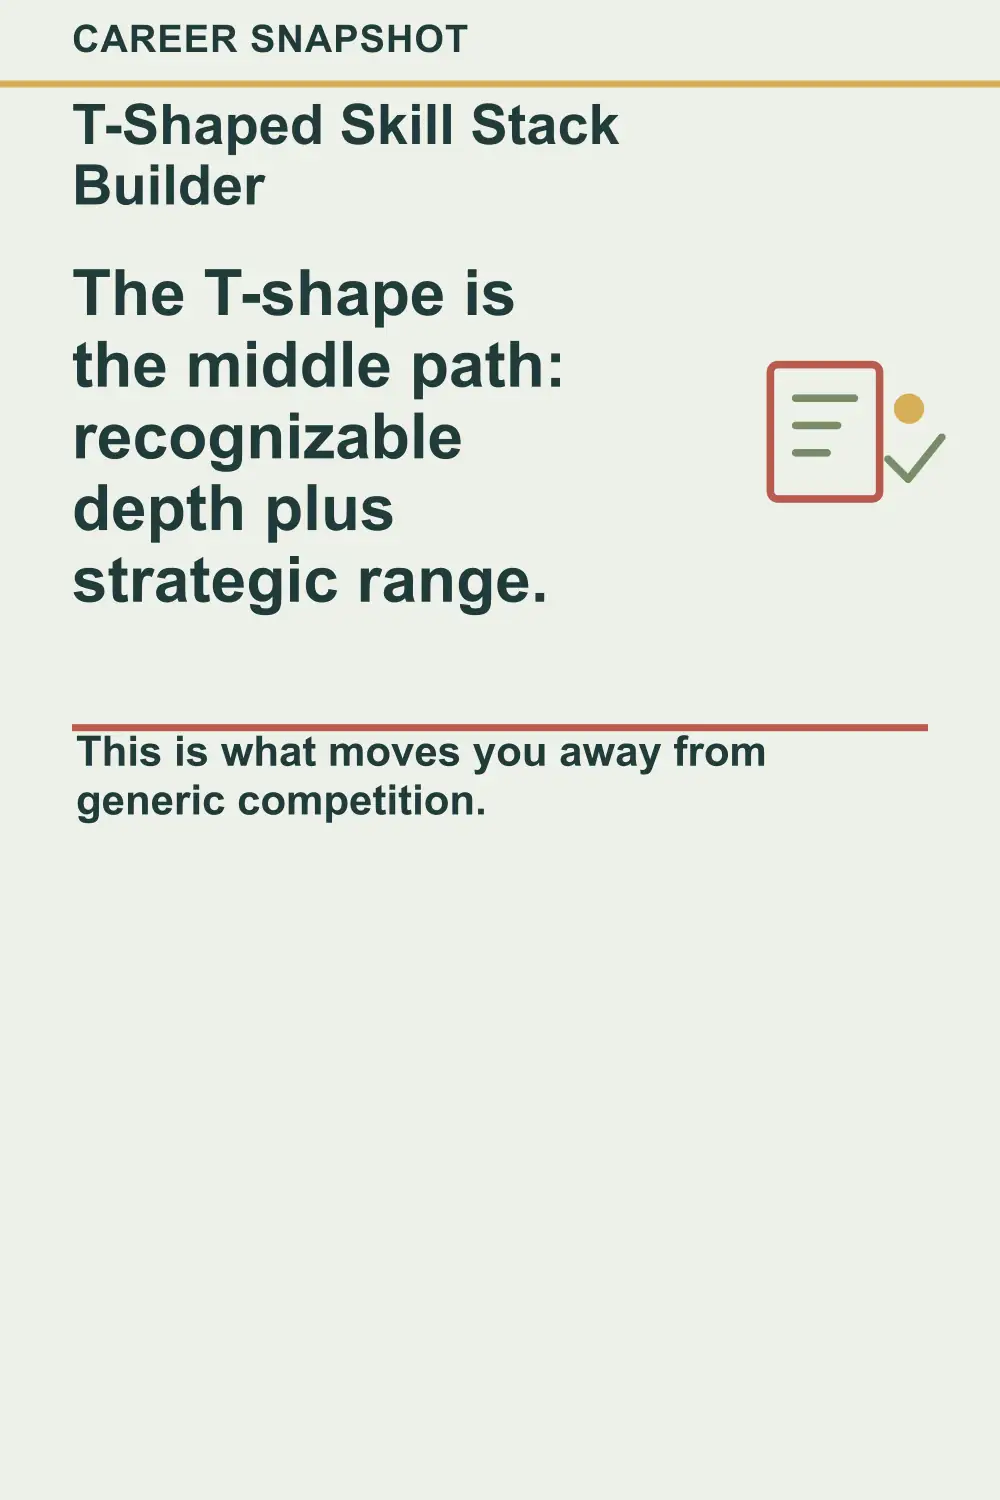 CAREER SNAPSHOT
T-Shaped Skill Stack
Builder
The T-shape is
the middle path:
recognizable
depth plus
strategic range.
This is what moves you away from
generic competition.